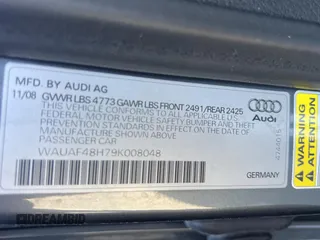 MFD. BY AUDI AG
11/08 GVWR LBS 4773 GAWR LBS FRONT 2491/REAR 2425
THIS VEHICLE CONFORMS TO ALL APPLICABLE
FEDERAL MOTOR VEHICLE SAFETY BUMPER AND
THEFT PREVENTION STANDARDS IN EFFECT ON THE
DATE OF MANUFACTURE SHOWN ABOVE
PASSENGER CAR
WAUAF48H79K008048
Audi
GERMANY
DREAMBID